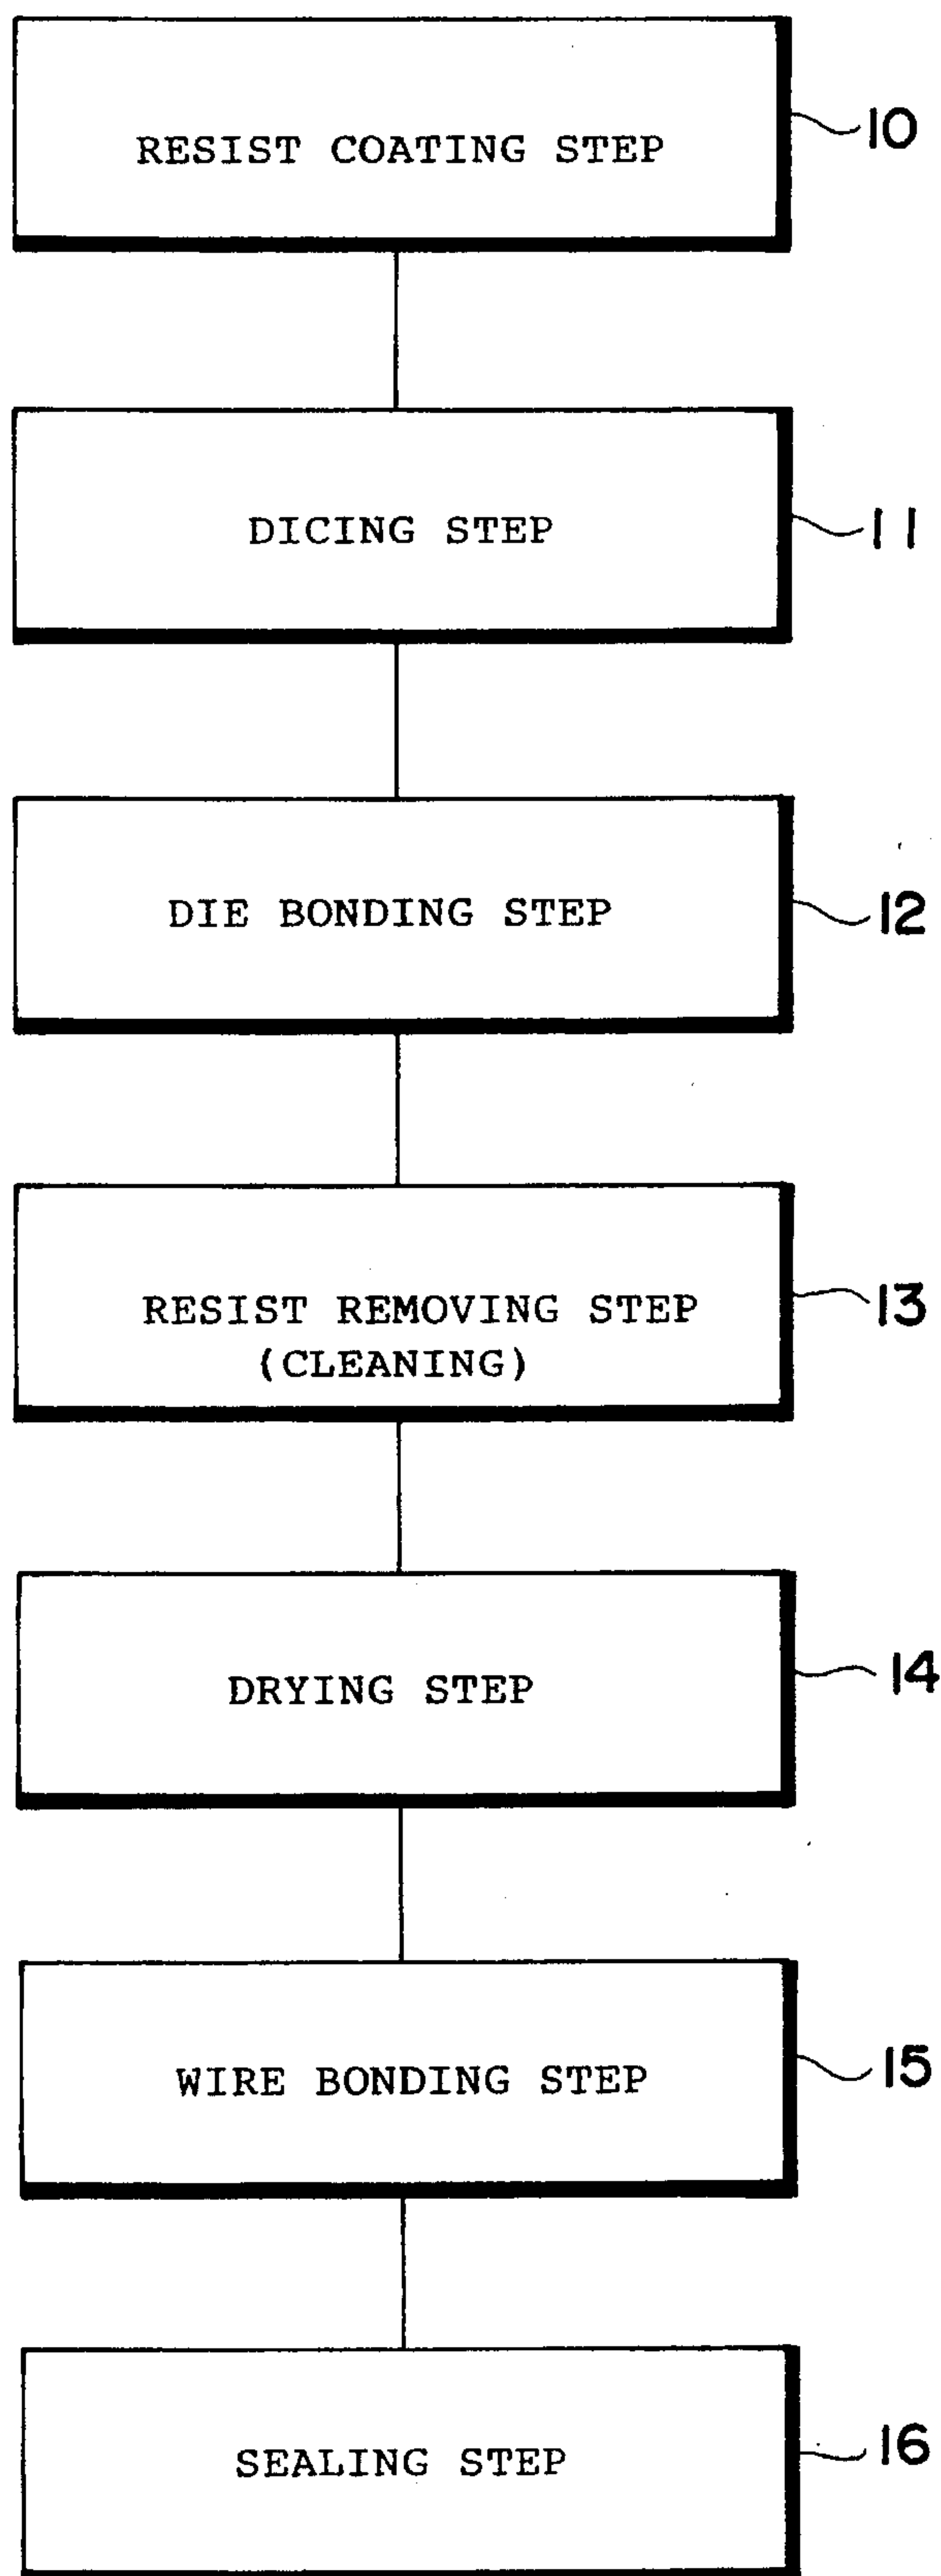 RESIST COATING STEP
10
DICING STEP
11
DIE BONDING STEP
12
RESIST REMOVING STEP
(CLEANING)
13
DRYING STEP
14
WIRE BONDING STEP
15
SEALING STEP
16